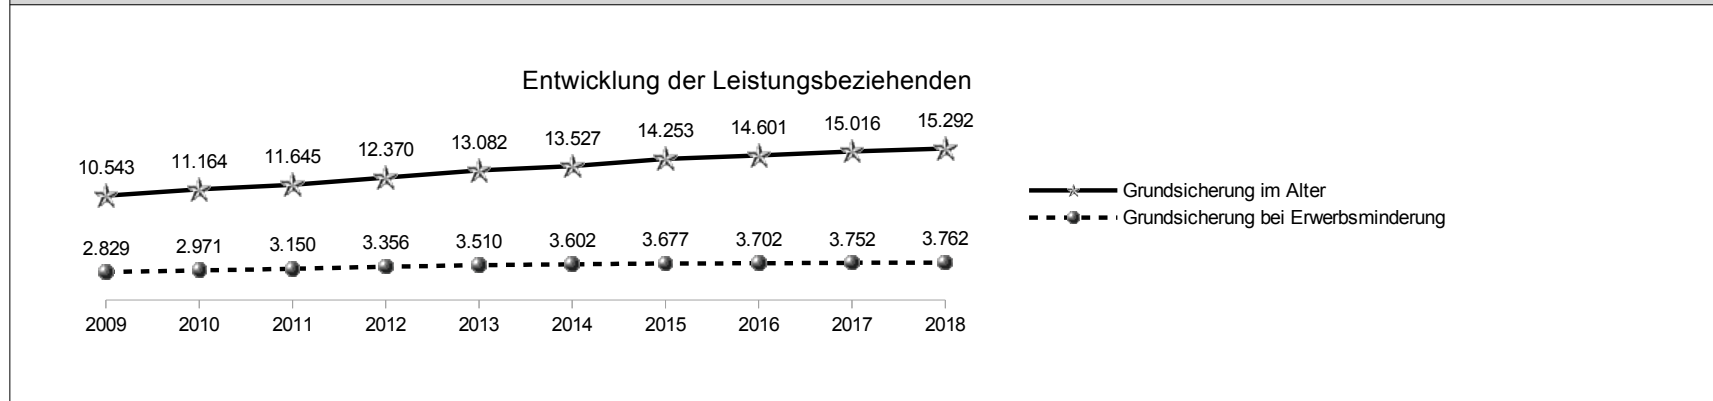 Entwicklung der Leistungsbeziehenden
10.543 11.164 11.645 12.370 13.082 13.527 14.253 14.601 15.016 15.292
Grundsicherung im Alter
Grundsicherung bei Erwerbsminderung
2.829 2.971 3.150 3.356 3.510 3.602 3.677 3.702 3.752 3.762
2009 2010 2011 2012 2013 2014 2015 2016 2017 2018